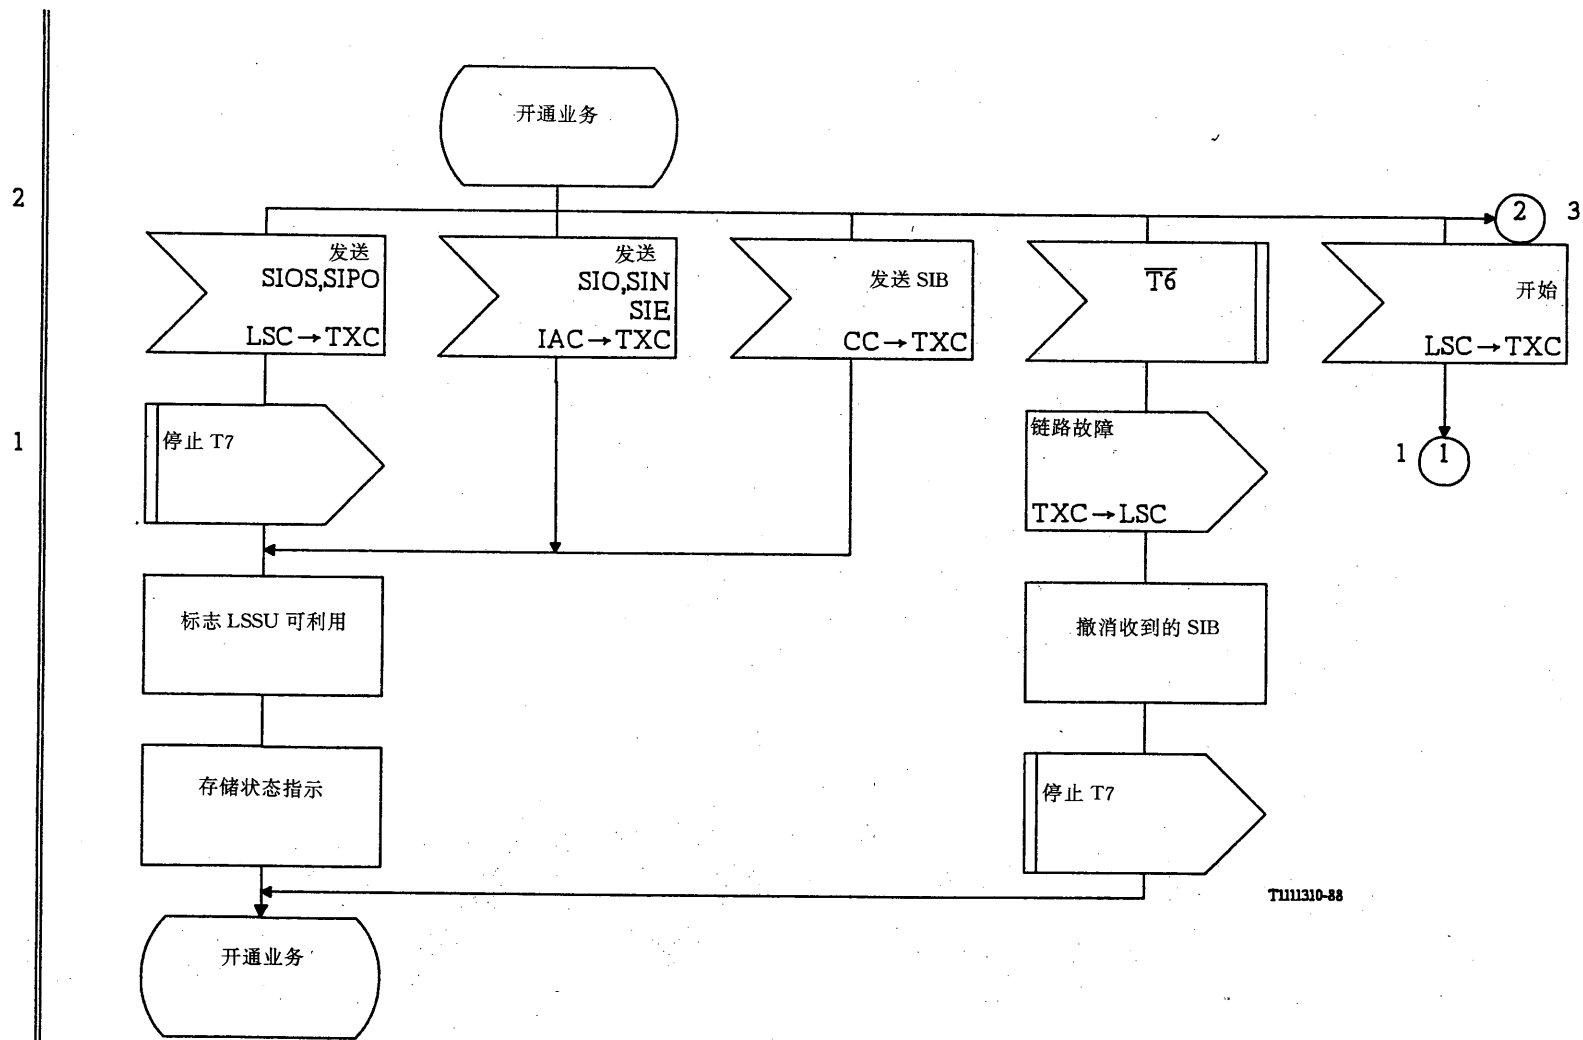 开通业务
2
2
3
发送
SIOS,SIPO
LSC→TXC
发送
SIO,SIN
SIE
IAC→TXC
发送 SIB
CC→TXC
T6
开始
LSC→TXC
1
停止 T7
链路故障
TXC→LSC
1
1
标志 LSSU 可利用
撤消收到的 SIB
存储状态指示
停止 T7
T1111310-88
开通业务